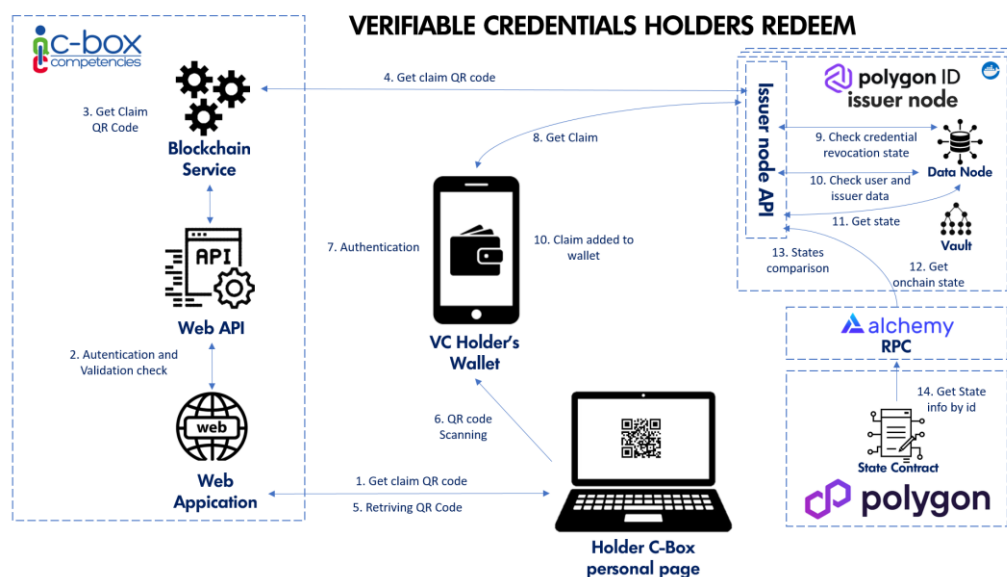 VERIFIABLE CREDENTIALS HOLDERS REDEEM
c-box
competencies
3. Get Claim
QR Code
Blockchain
Service
4. Get claim QR code
Web API
API
2. Autentication and
Validation check
web
Web
Appication
1. Get claim QR code
5. Retriving QR Code
8. Get Claim
7. Authentication
10. Claim added to
wallet
VC Holder's
Wallet
6. QR code
Scanning
Holder C-Box
personal page
Issuer node API
polygon ID
issuer node
9. Check credential
revocation state
10. Check user and
issuer data
Data Node
11. Get state
Vault
13. States
comparison
12. Get
onchain state
alchemy
RPC
14. Get State
info by id
State Contract
polygon